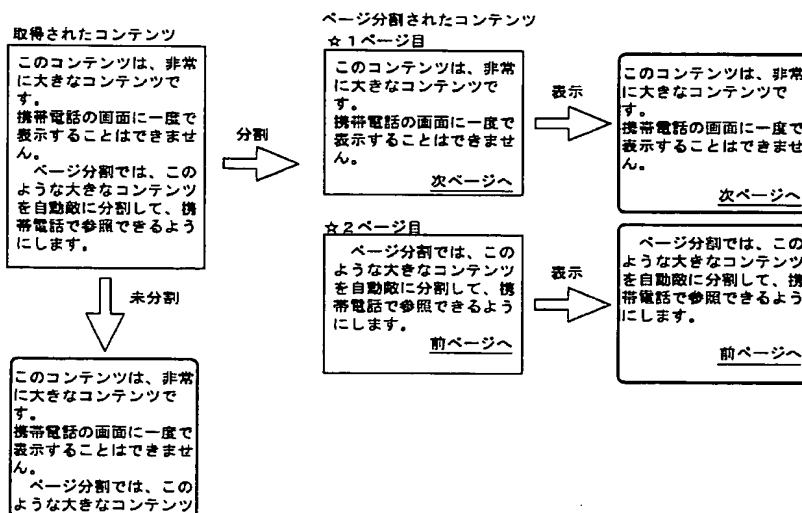 取得されたコンテンツ
このコンテンツは、非常
に大きなコンテンツで
す。
携帯電話の画面に一度で
表示することはできませ
ん。
ページ分割では、この
ような大きなコンテンツ
を自動敵に分割して、携
帯電話で参照できるよう
にします。
分割
未分割
このコンテンツは、非常
に大きなコンテンツで
す。
携帯電話の画面に一度で
表示することはできませ
ん。
ページ分割では、この
ような大きなコンテンツ
ページ分割されたコンテンツ
☆1ページ目
このコンテンツは、非常
に大きなコンテンツで
す。
携帯電話の画面に一度で
表示することはできませ
ん。
次ページへ
表示
このコンテンツは、非常
に大きなコンテンツで
す。
携帯電話の画面に一度で
表示することはできませ
ん。
次ページへ
☆2ページ目
ページ分割では、この
ような大きなコンテンツ
を自動敵に分割して、携
帯電話で参照できるよう
にします。
前ページへ
表示
ページ分割では、この
ような大きなコンテンツ
を自動敵に分割して、携
帯電話で参照できるよう
にします。
前ページへ